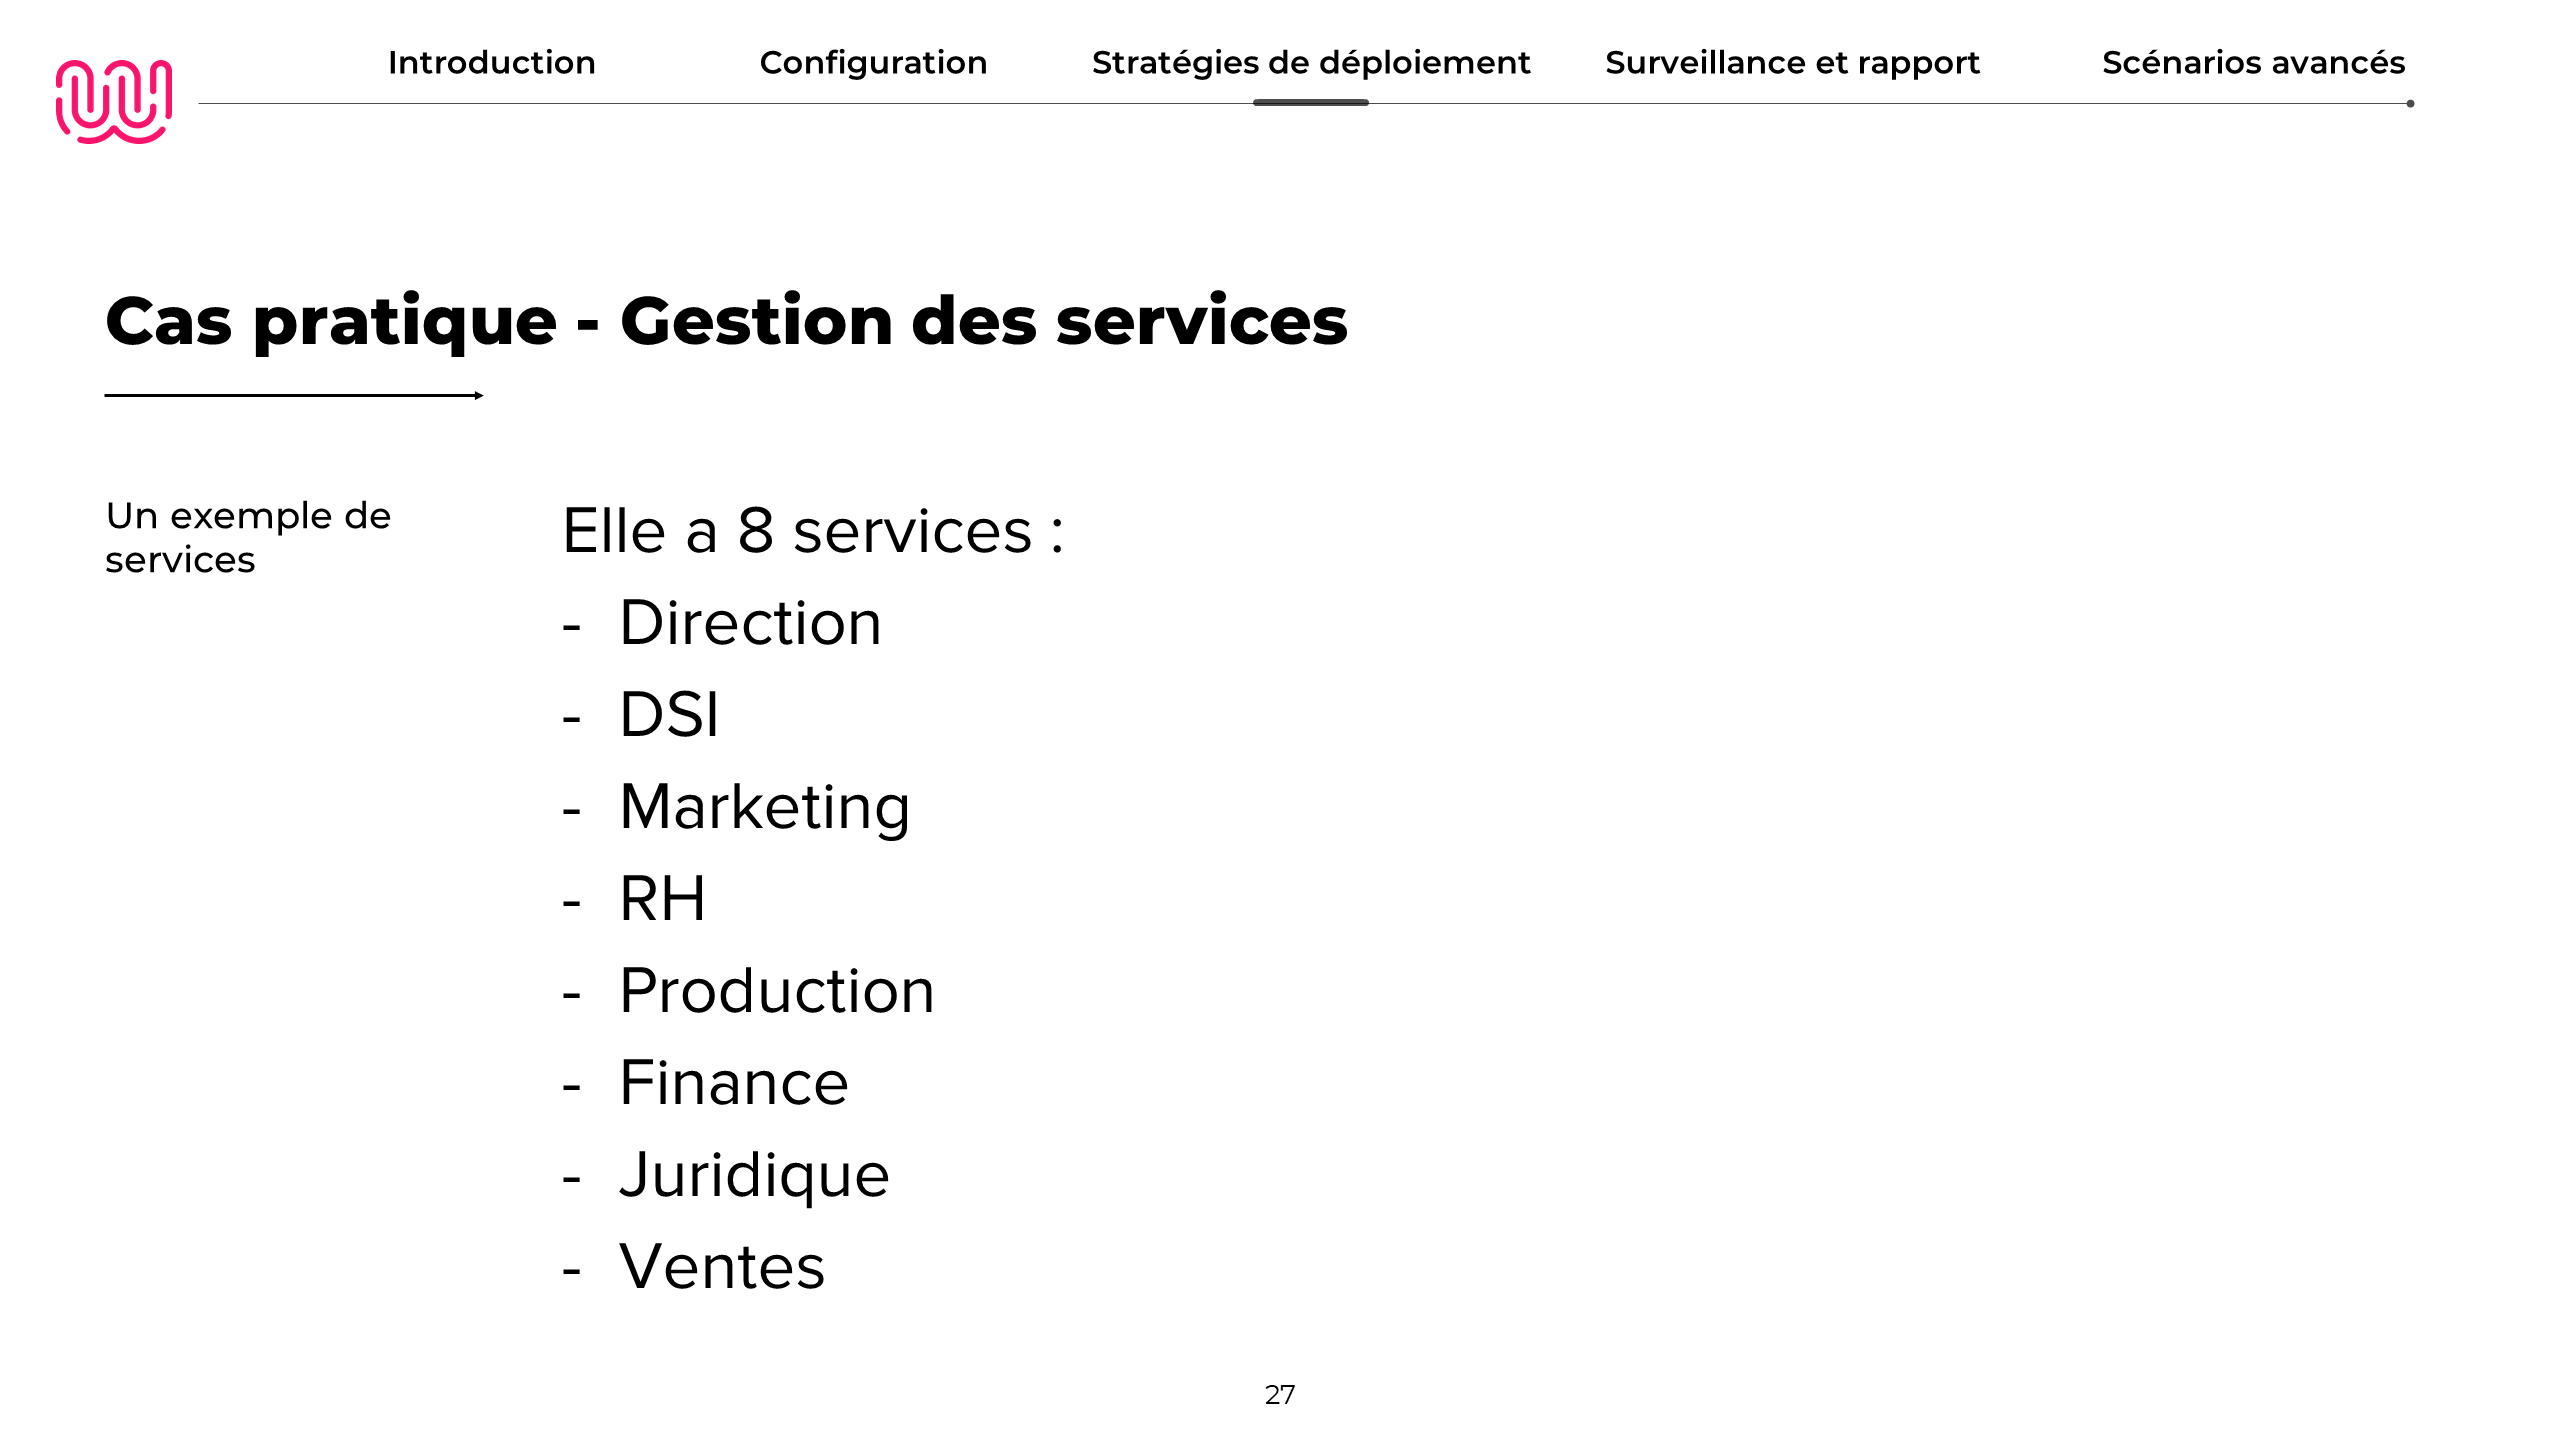 Introduction
Configuration
Stratégies de déploiement
Surveillance et rapport
Scénarios avancés
Cas pratique - Gestion des services
Un exemple de
services
Elle a 8 services :
- Direction
- DSI
- Marketing
- RH
- Production
- Finance
- Juridique
- Ventes
27